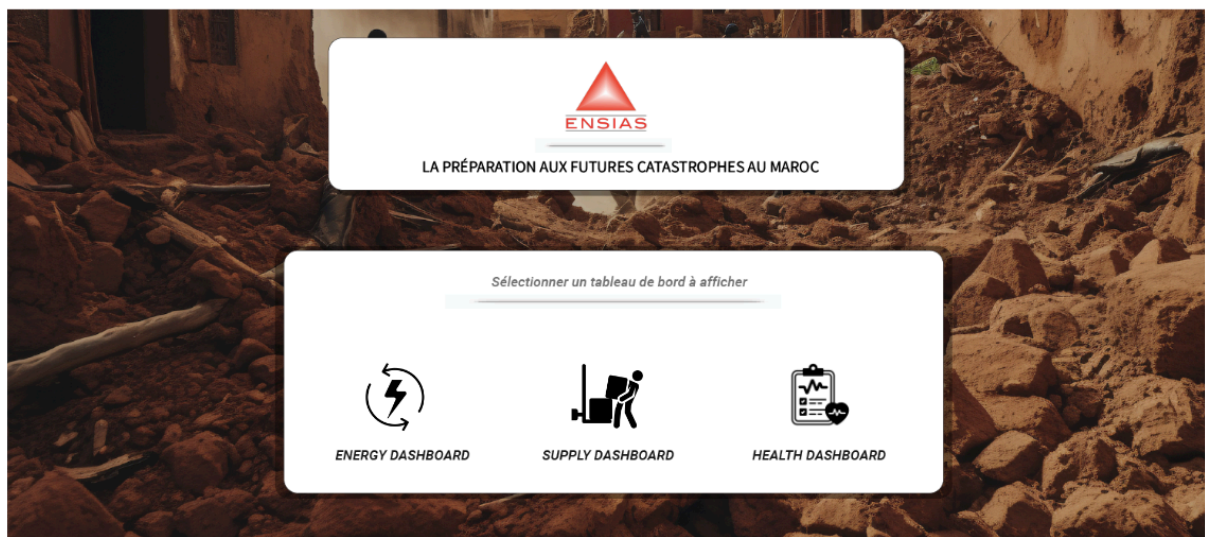 ENSIAS
LA PRÉPARATION AUX FUTURES CATASTROPHES AU MAROC
Sélectionner un tableau de bord à afficher
ENERGY DASHBOARD
SUPPLY DASHBOARD
HEALTH DASHBOARD